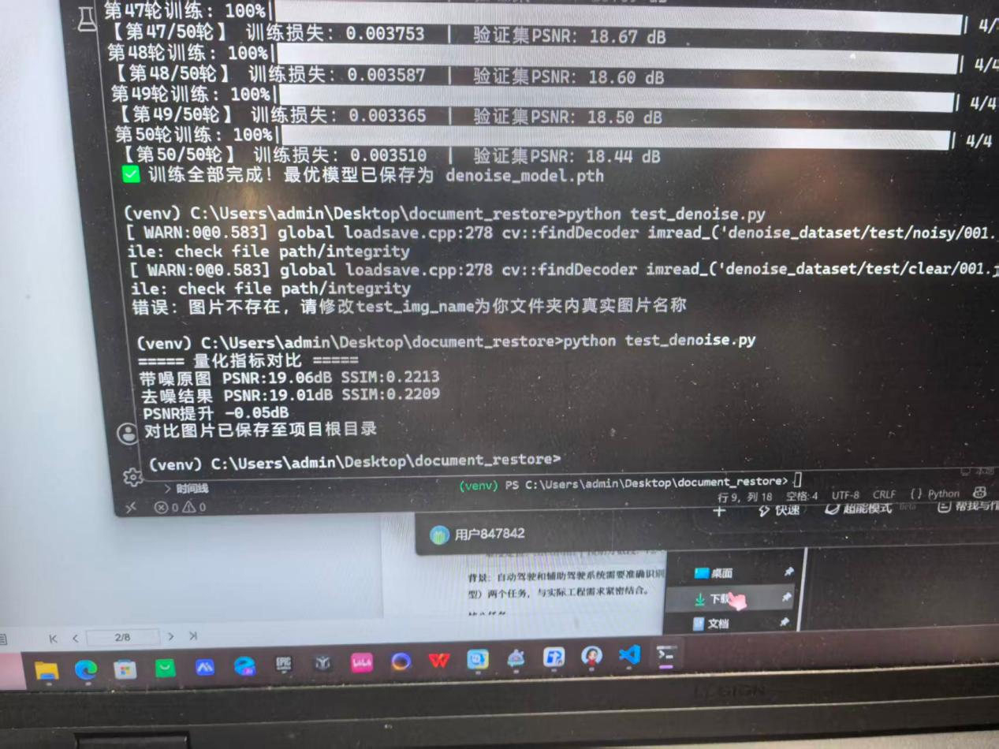 第47轮训练: 100%| 4/
【第47/50轮】 训练损失: 0.003753 | 验证集PSNR: 18.67 dB
第48轮训练: 100%| 4/4
【第48/50轮】 训练损失: 0.003587 | 验证集PSNR: 18.60 dB
第49轮训练: 100%| 4/4
【第49/50轮】 训练损失: 0.003365 | 验证集PSNR: 18.50 dB
第50轮训练: 100%| 4/4
【第50/50轮】 训练损失: 0.003510 | 验证集PSNR: 18.44 dB
✅ 训练全部完成! 最优模型已保存为 denoise_model.pth
(venv) C:\Users\admin\Desktop\document_restore>python test_denoise.py
[ WARN:0@0.583] global loadsave.cpp:278 cv::findDecoder imread_('denoise_dataset/test/noisy/001.
ile: check file path/integrity
[ WARN:0@0.583] global loadsave.cpp:278 cv::findDecoder imread_('denoise_dataset/test/clear/001.j
ile: check file path/integrity
错误: 图片不存在, 请修改test_img_name为你文件夹内真实图片名称
(venv) C:\Users\admin\Desktop\document_restore>python test_denoise.py
===== 量化指标对比 =====
带噪原图 PSNR:19.06dB SSIM:0.2213
去噪结果 PSNR:19.01dB SSIM:0.2209
PSNR提升 -0.05dB
对比图片已保存至项目根目录
(venv) C:\Users\admin\Desktop\document_restore>
> 时间线
(venv) PS C:\Users\admin\Desktop\document_restore>
0 0
行 9, 列 18 空格: 4 UTF-8 CRLF {} Python
快速 超能模式 Beta 帮我写作
用户847842
背景: 自动驾驶和辅助驾驶系统需要准确识别
型) 两个任务, 与实际工程需求紧密结合。
桌面
下载
文档
2/8
EPIC
LEGION